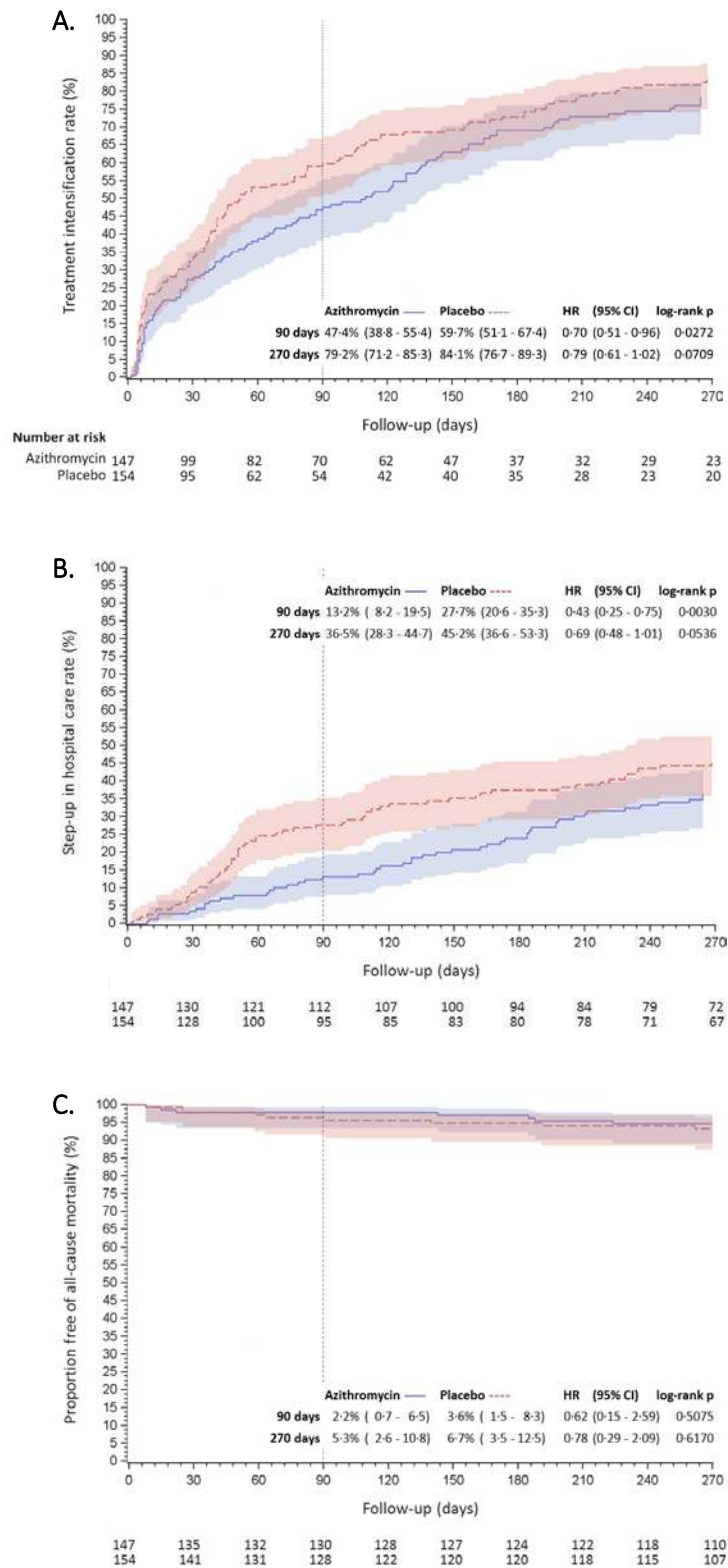 A.
100
95
90
85
80
75
70
65
60
55
50
45
40
35
30
25
20
15
10
5
0
Treatment intensification rate (%)
Azithromycin Placebo HR (95% CI) log-rank p
90 days 47·4% (38·8 - 55·4) 59·7% (51·1 - 67·4) 0·70 (0·51 - 0·96) 0·0272
270 days 79·2% (71·2 - 85·3) 84·1% (76·7 - 89·3) 0·79 (0·61 - 1·02) 0·0709
0 30 60 90 120 150 180 210 240 270
Follow-up (days)
Number at risk
Azithromycin 147 99 82 70 62 47 37 32 29 23
Placebo 154 95 62 54 42 40 35 28 23 20
B.
100
95
90
85
80
75
70
65
60
55
50
45
40
35
30
25
20
15
10
5
0
Step-up in hospital care rate (%)
Azithromycin Placebo HR (95% CI) log-rank p
90 days 13·2% ( 8·2 - 19·5) 27·7% (20·6 - 35·3) 0·43 (0·25 - 0·75) 0·0030
270 days 36·5% (28·3 - 44·7) 45·2% (36·6 - 53·3) 0·69 (0·48 - 1·01) 0·0536
0 30 60 90 120 150 180 210 240 270
Follow-up (days)
147 130 121 112 107 100 94 84 79 72
154 128 100 95 85 83 80 78 71 67
C.
100
95
90
85
80
75
70
65
60
55
50
45
40
35
30
25
20
15
10
5
0
Proportion free of all-cause mortality (%)
Azithromycin Placebo HR (95% CI) log-rank p
90 days 2·2% ( 0·7 - 6·5) 3·6% ( 1·5 - 8·3) 0·62 (0·15 - 2·59) 0·5075
270 days 5·3% ( 2·6 - 10·8) 6·7% ( 3·5 - 12·5) 0·78 (0·29 - 2·09) 0·6170
0 30 60 90 120 150 180 210 240 270
Follow-up (days)
147 135 132 130 128 127 124 122 118 110
154 141 131 128 122 120 120 118 115 107